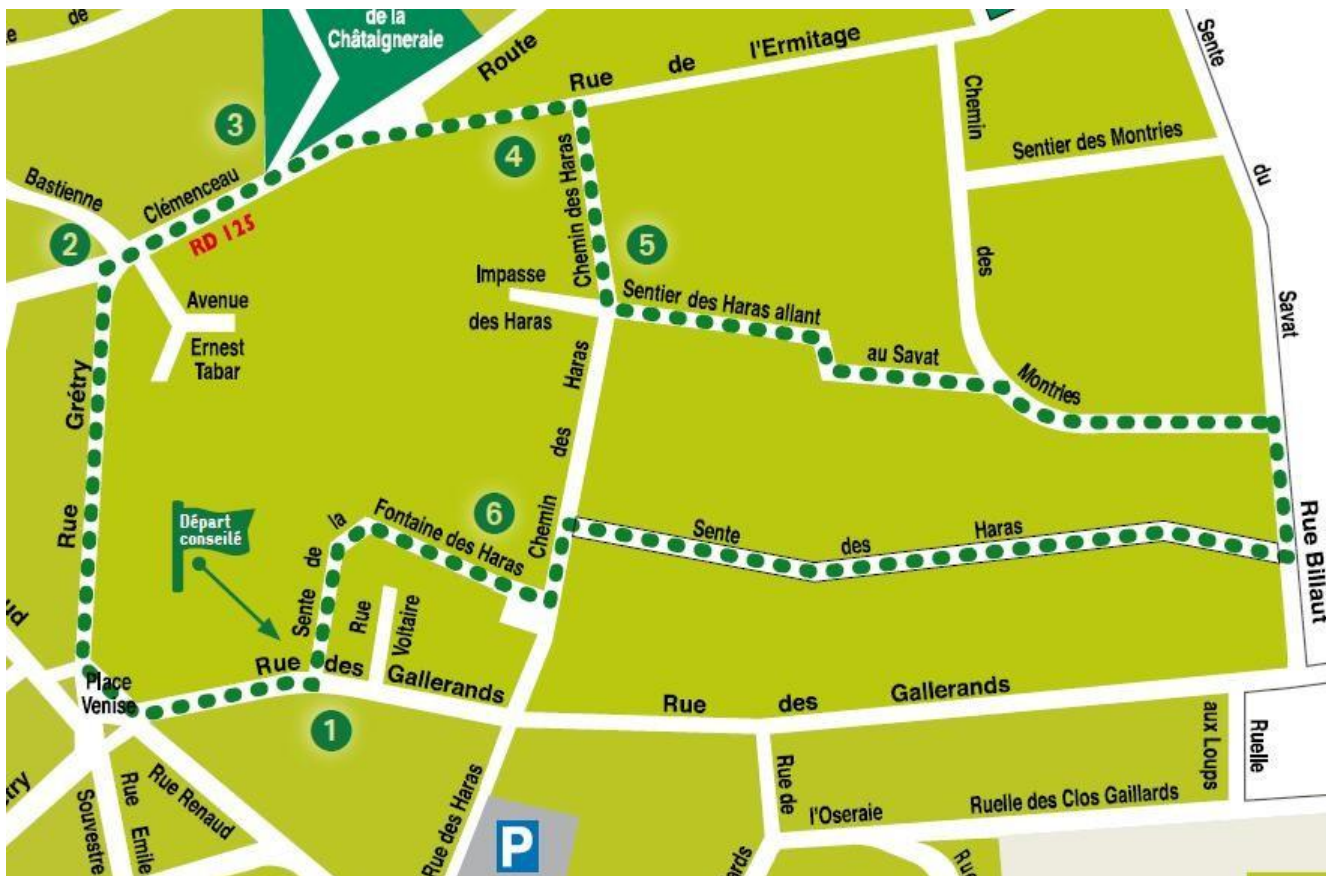 de
de la
Châtaigneraie
Route
Rue de l'Ermitage
Sente du Savat
3
4
Chemin des Montries
Sentier des Montries
Bastienne
Clémenceau
RD 125
2
Chemin des Haras
5
Impasse
des Haras
Sentier des Haras allant
au Savat
Avenue
Ernest
Tabar
Rue Grétry
Chemin des Haras
Départ
conseilé
Sente de la Fontaine des Haras
6
Sente des Haras
Rue Billaut
Rue
Voltaire
Rue des Gallerands
Rue des Gallerands
Place
Venise
1
Rue Renaud
Rue Emile
Souvestre
Rue des Haras
P
Rue de
l'Oseraie
Ruelle des Clos Gaillards
Ruelle
aux Loups
Rue